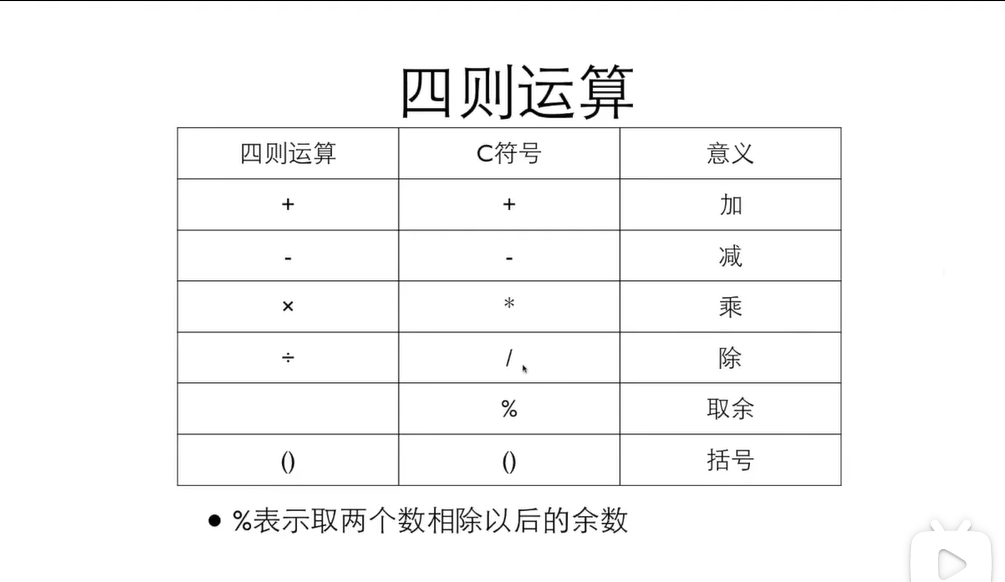 四则运算
四则运算 C符号 意义
+ + 加
- - 减
× * 乘
÷ / 除
% 取余
() () 括号
● %表示取两个数相除以后的余数